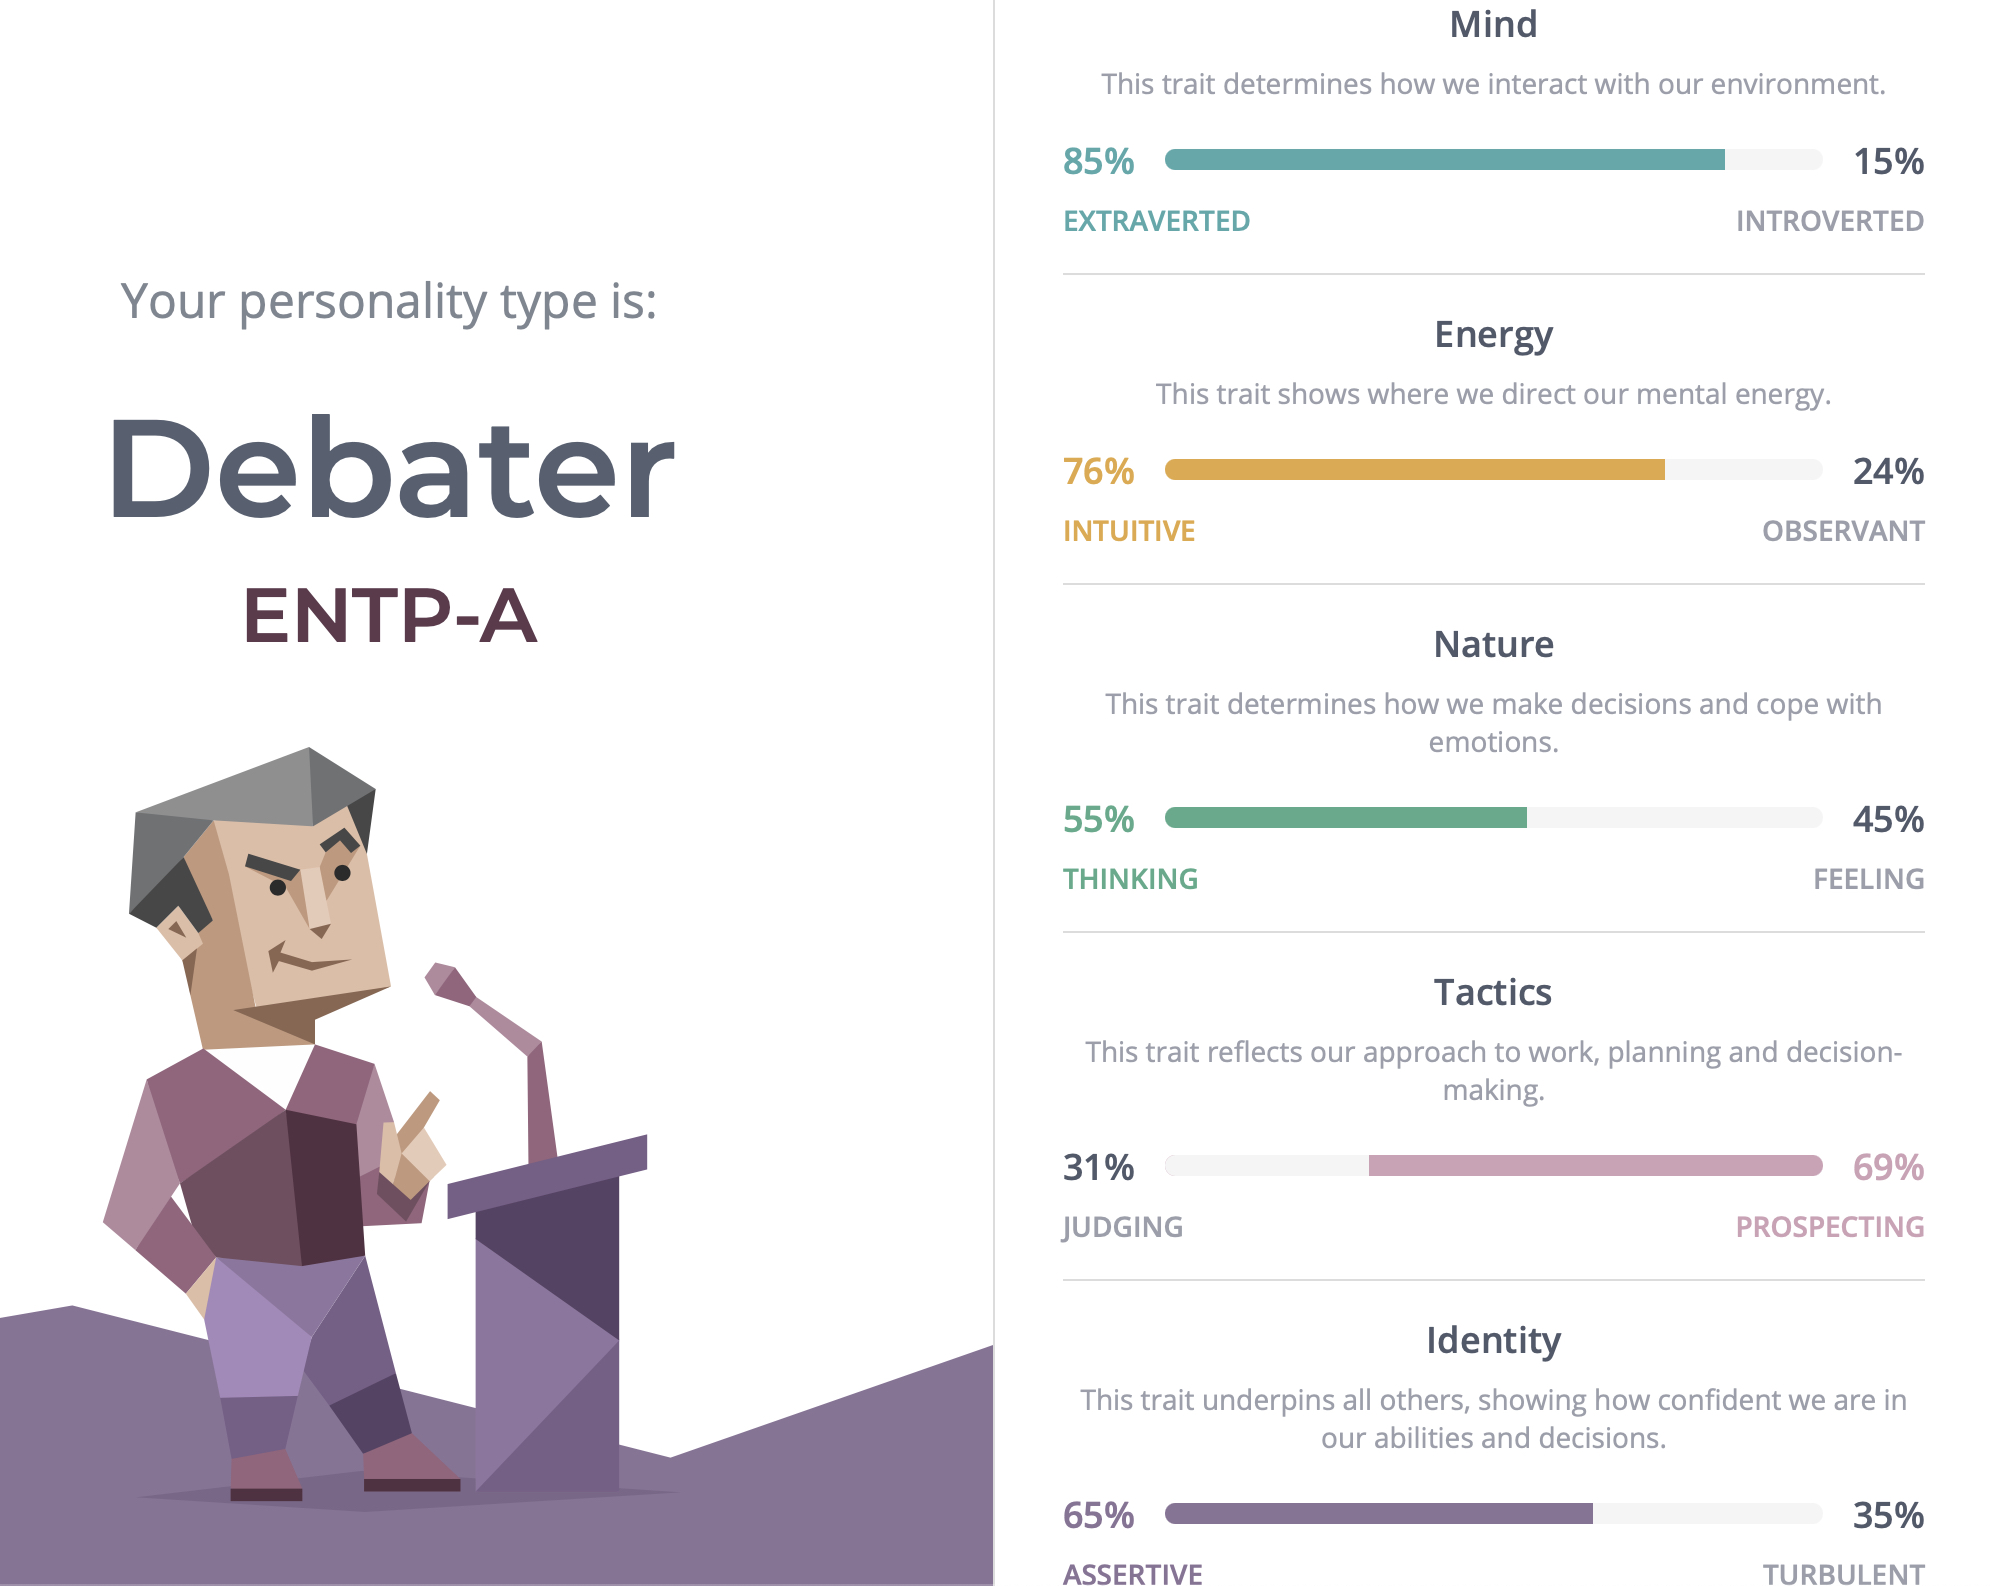 Your personality type is:
Debater
ENTP-A
Mind
This trait determines how we interact with our environment.
85% 15%
EXTRAVERTED INTROVERTED
Energy
This trait shows where we direct our mental energy.
76% 24%
INTUITIVE OBSERVANT
Nature
This trait determines how we make decisions and cope with
emotions.
55% 45%
THINKING FEELING
Tactics
This trait reflects our approach to work, planning and decision-
making.
31% 69%
JUDGING PROSPECTING
Identity
This trait underpins all others, showing how confident we are in
our abilities and decisions.
65% 35%
ASSERTIVE TURBULENT